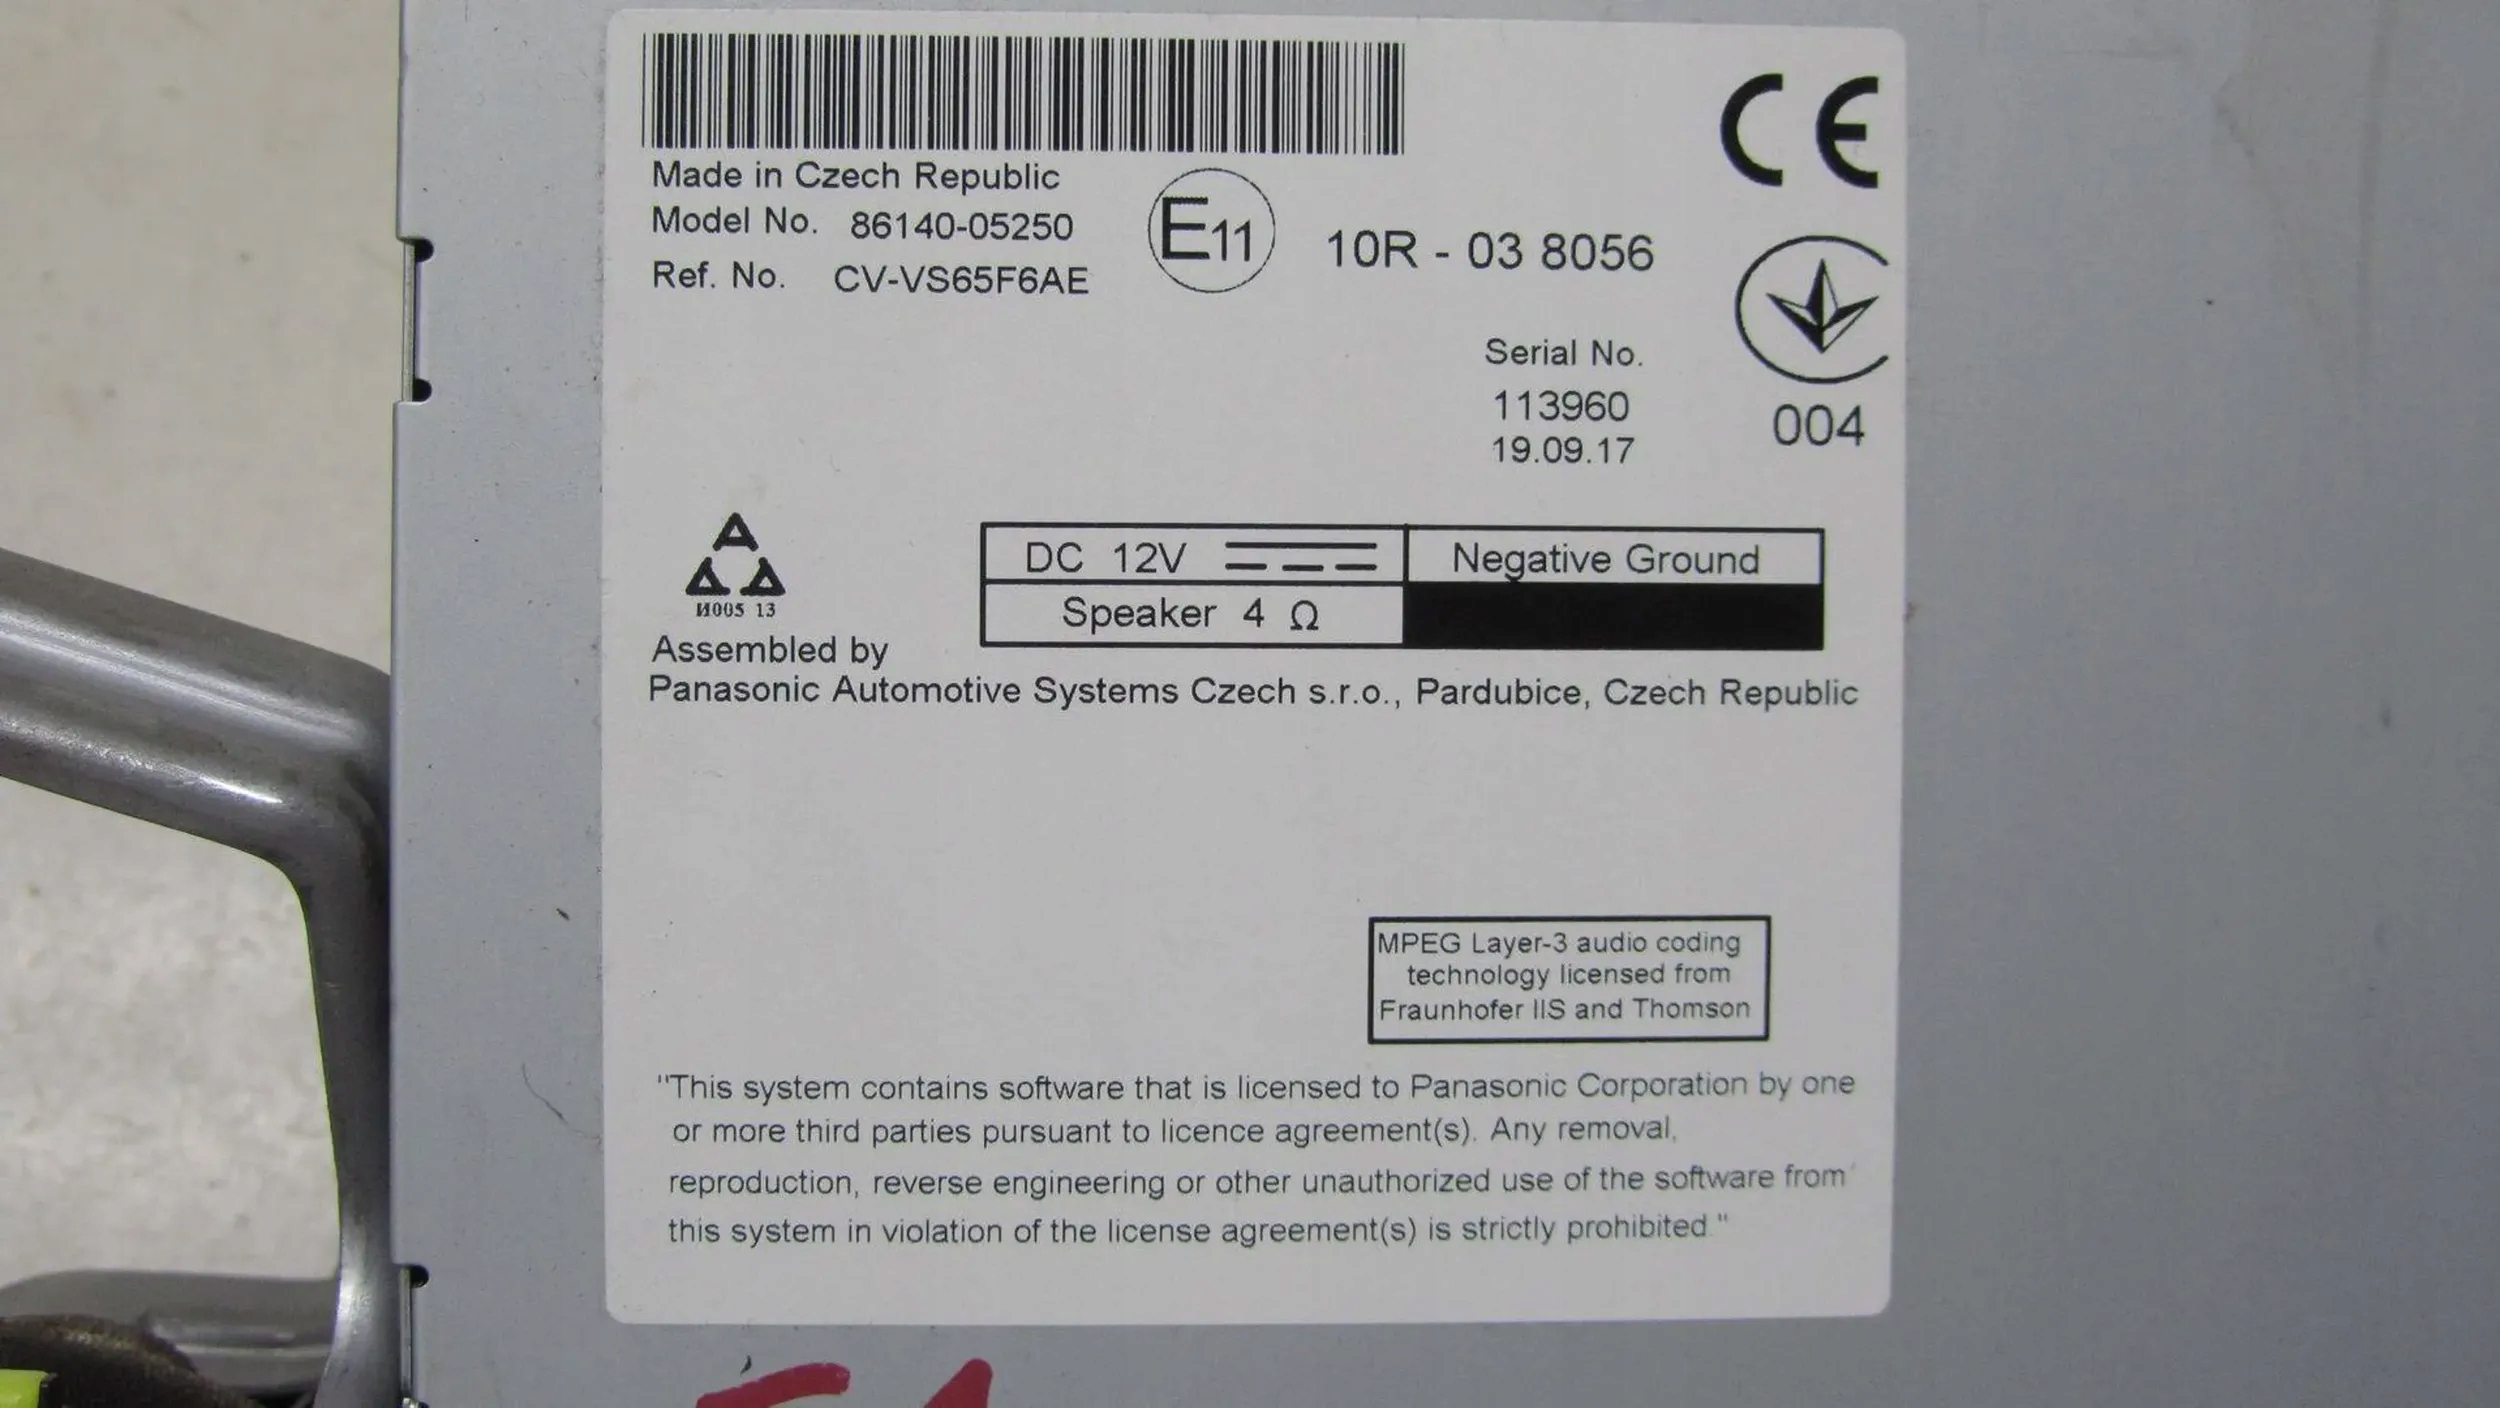 Made in Czech Republic
Model No. 86140-05250
Ref. No. CV-VS65F6AE
E11
10R - 03 8056
CE
Serial No.
113960
19.09.17
004
И005 13
DC 12V
Negative Ground
Speaker 4 Ω
Assembled by
Panasonic Automotive Systems Czech s.r.o., Pardubice, Czech Republic
MPEG Layer-3 audio coding
technology licensed from
Fraunhofer IIS and Thomson
"This system contains software that is licensed to Panasonic Corporation by one
or more third parties pursuant to licence agreement(s). Any removal,
reproduction, reverse engineering or other unauthorized use of the software from
this system in violation of the license agreement(s) is strictly prohibited."